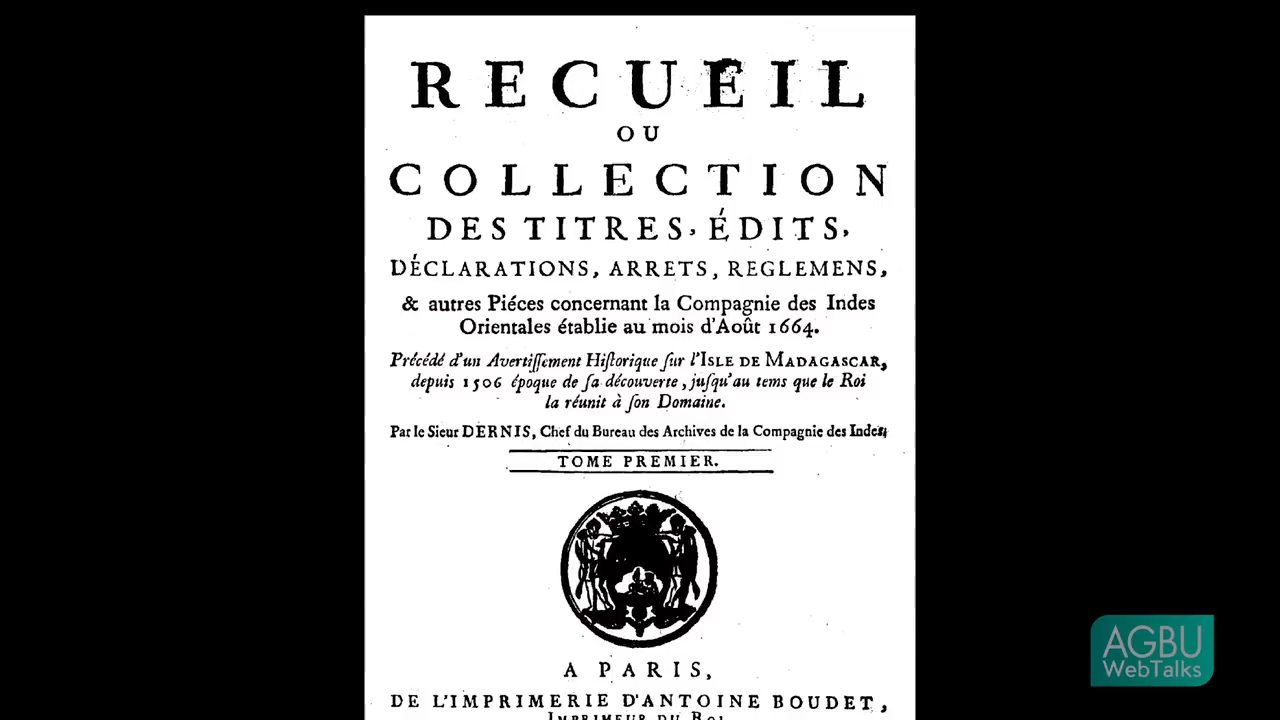 RECUEIL
OU
COLLECTION
DES TITRES, ÉDITS,
DÉCLARATIONS, ARRETS, REGLEMENS,
& autres Piéces concernant la Compagnie des Indes
Orientales établie au mois d'Août 1664.
Précédé d'un Avertiſſement Hiſtorique ſur l'ISLE DE MADAGASCAR,
depuis 1506 époque de ſa découverte, juſqu'au tems que le Roi
la réunit à ſon Domaine.
Par le Sieur DERNIS, Chef du Bureau des Archives de la Compagnie des Indes,
TOME PREMIER.
A PARIS,
DE L'IMPRIMERIE D'ANTOINE BOUDET,
IMPRIMEUR DU ROI
AGBU
WebTalks